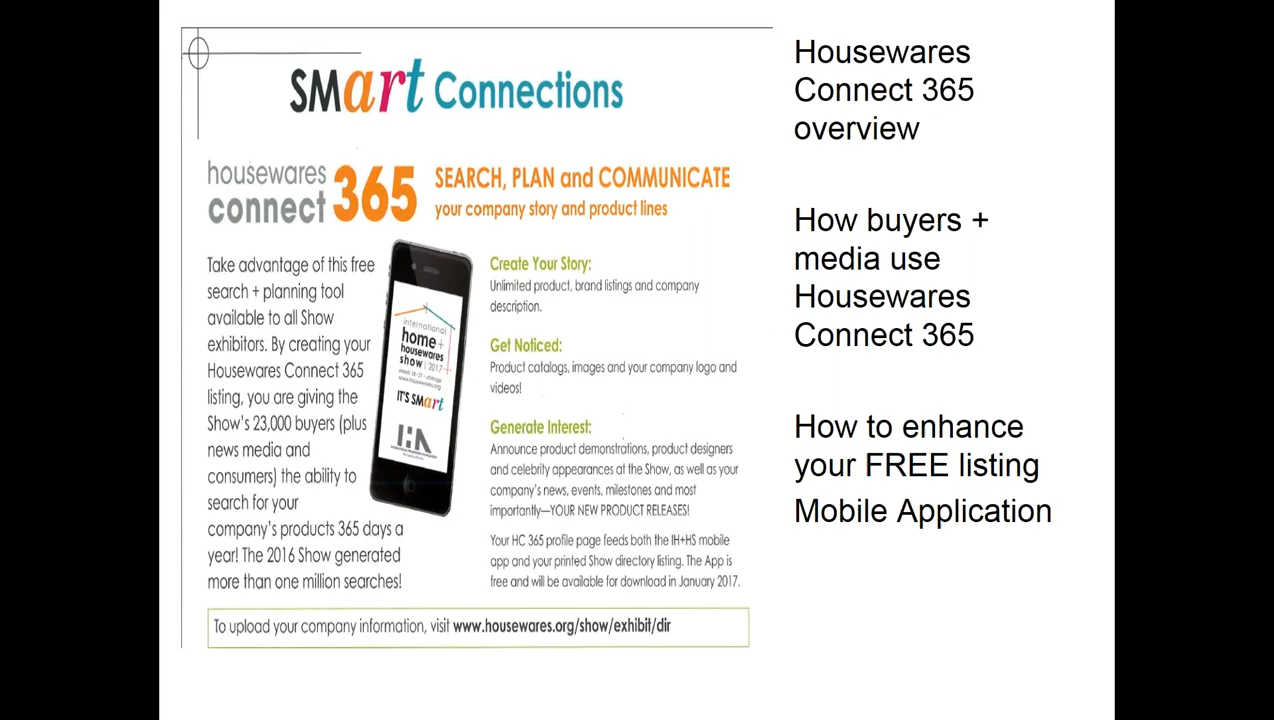 SMart Connections
housewares
connect 365
SEARCH, PLAN and COMMUNICATE
your company story and product lines
Take advantage of this free
search + planning tool
available to all Show
exhibitors. By creating your
Housewares Connect 365
listing, you are giving the
Show's 23,000 buyers (plus
news media and
consumers) the ability to
search for your
company's products 365 days a
year! The 2016 Show generated
more than one million searches!
international
home+
housewares
show | 2017
march 18 - 21 • chicago
www.housewares.org
IT'S SMart
IHA
Create Your Story:
Unlimited product, brand listings and company
description.
Get Noticed:
Product catalogs, images and your company logo and
videos!
Generate Interest:
Announce product demonstrations, product designers
and celebrity appearances at the Show, as well as your
company's news, events, milestones and most
importantly—YOUR NEW PRODUCT RELEASES!
Your HC 365 profile page feeds both the IH+HS mobile
app and your printed Show directory listing. The App is
free and will be available for download in January 2017.
To upload your company information, visit www.housewares.org/show/exhibit/dir
Housewares
Connect 365
overview
How buyers +
media use
Housewares
Connect 365
How to enhance
your FREE listing
Mobile Application